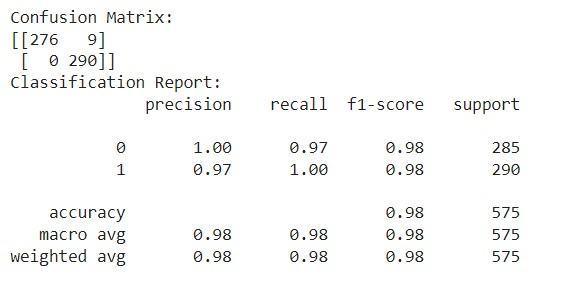 Confusion Matrix:
[[276   9]
 [  0 290]]
Classification Report:
              precision    recall  f1-score   support

           0       1.00      0.97      0.98       285
           1       0.97      1.00      0.98       290

    accuracy                           0.98       575
   macro avg       0.98      0.98      0.98       575
weighted avg       0.98      0.98      0.98       575